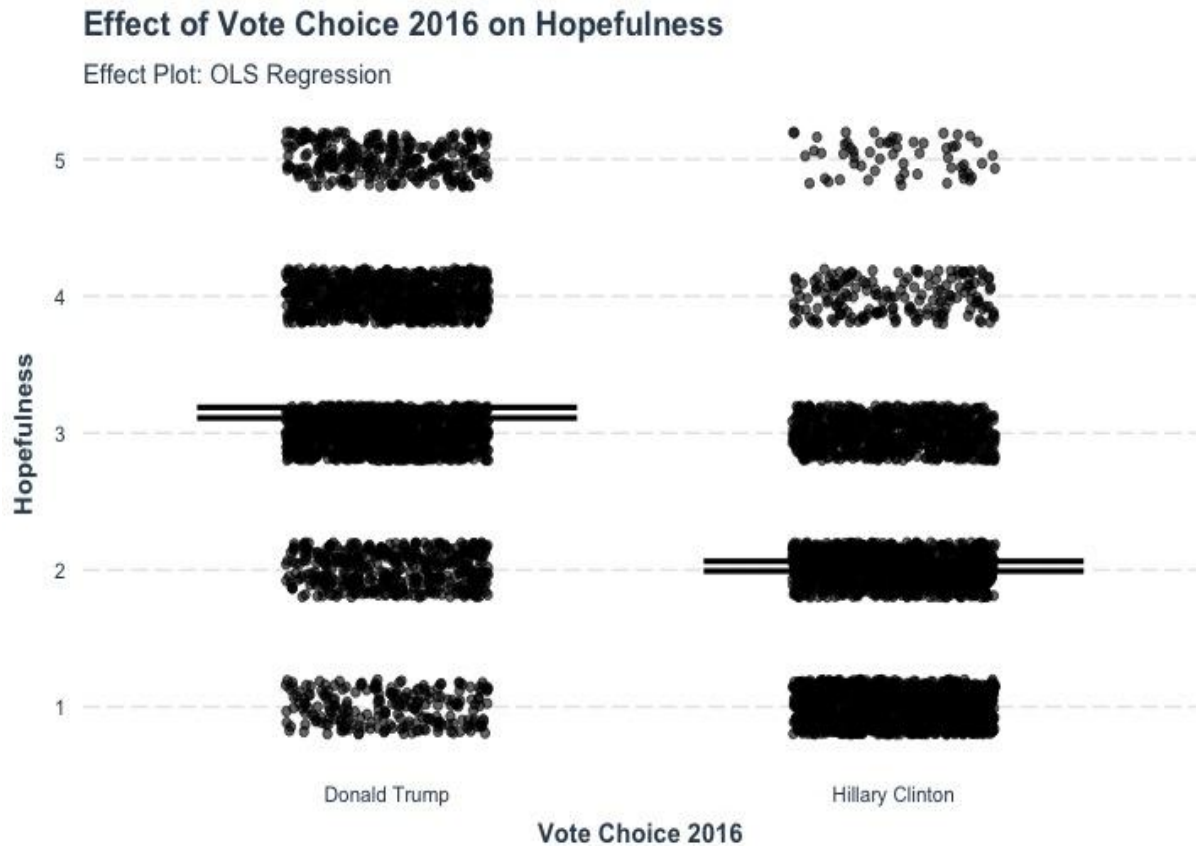 Effect of Vote Choice 2016 on Hopefulness
Effect Plot: OLS Regression
5
4
3
2
1
Hopefulness
Donald Trump
Hillary Clinton
Vote Choice 2016